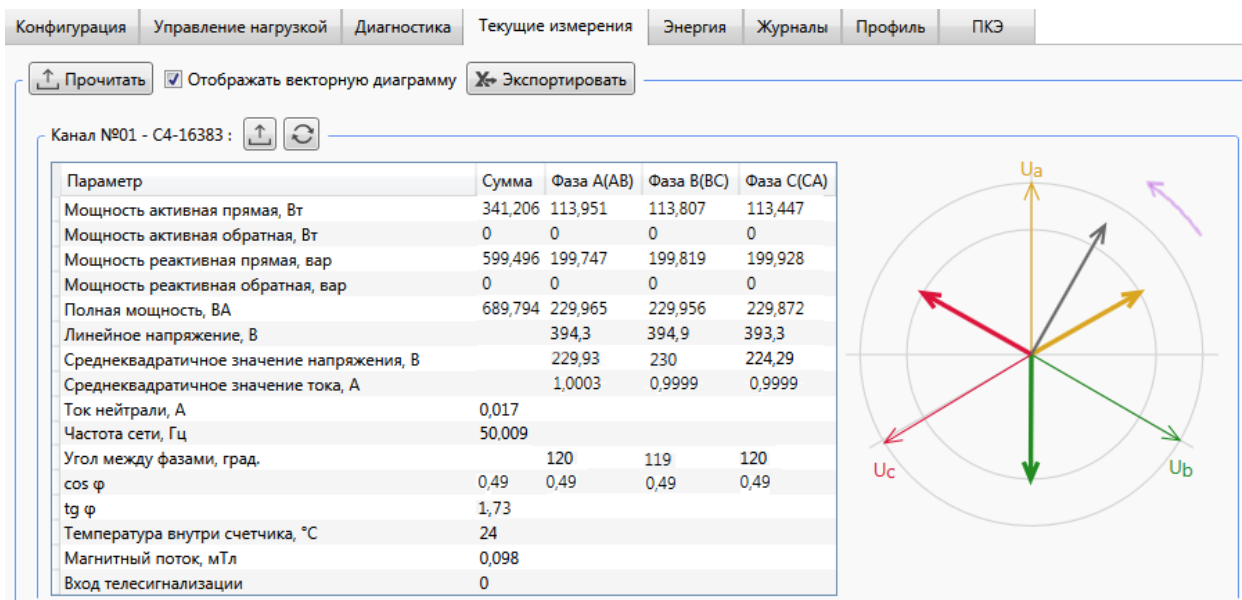 Конфигурация Управление нагрузкой Диагностика Текущие измерения Энергия Журналы Профиль ПКЭ
Прочитать Отображать векторную диаграмму Экспортировать
Канал №01 - C4-16383 :
Параметр Сумма Фаза A(AB) Фаза B(BC) Фаза C(CA)
Мощность активная прямая, Вт 341,206 113,951 113,807 113,447
Мощность активная обратная, Вт 0 0 0 0
Мощность реактивная прямая, вар 599,496 199,747 199,819 199,928
Мощность реактивная обратная, вар 0 0 0 0
Полная мощность, ВА 689,794 229,965 229,956 229,872
Линейное напряжение, В 394,3 394,9 393,3
Среднеквадратичное значение напряжения, В 229,93 230 224,29
Среднеквадратичное значение тока, А 1,0003 0,9999 0,9999
Ток нейтрали, А 0,017
Частота сети, Гц 50,009
Угол между фазами, град. 120 119 120
cos φ 0,49 0,49 0,49 0,49
tg φ 1,73
Температура внутри счетчика, °C 24
Магнитный поток, мТл 0,098
Вход телесигнализации 0
Ua
Uc
Ub